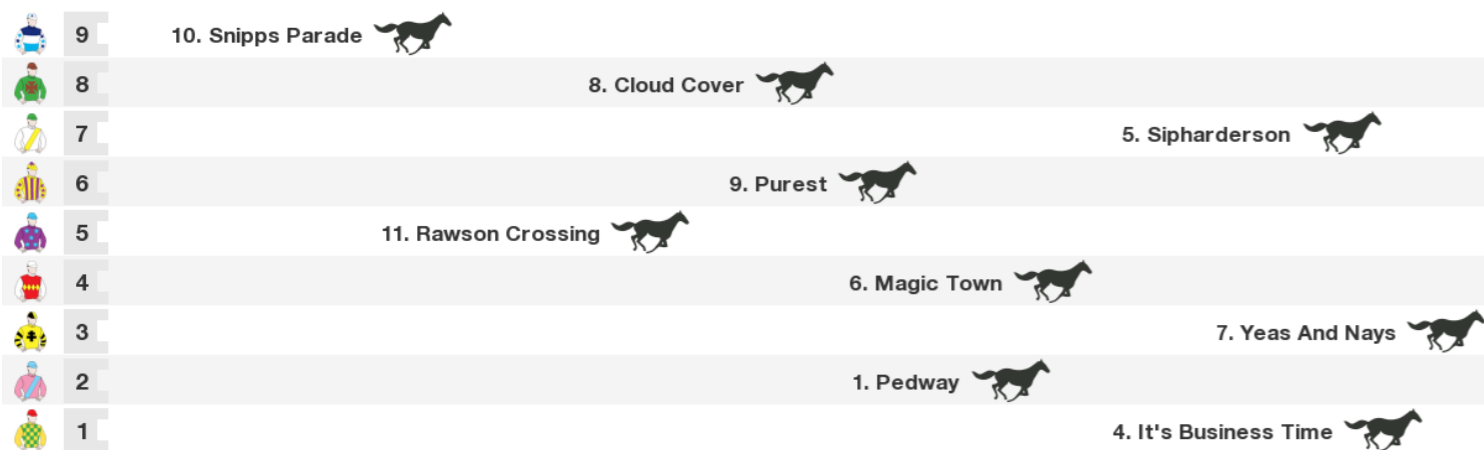 9 10. Snipps Parade
8 8. Cloud Cover
7 5. Sipharderson
6 9. Purest
5 11. Rawson Crossing
4 6. Magic Town
3 7. Yeas And Nays
2 1. Pedway
1 4. It's Business Time